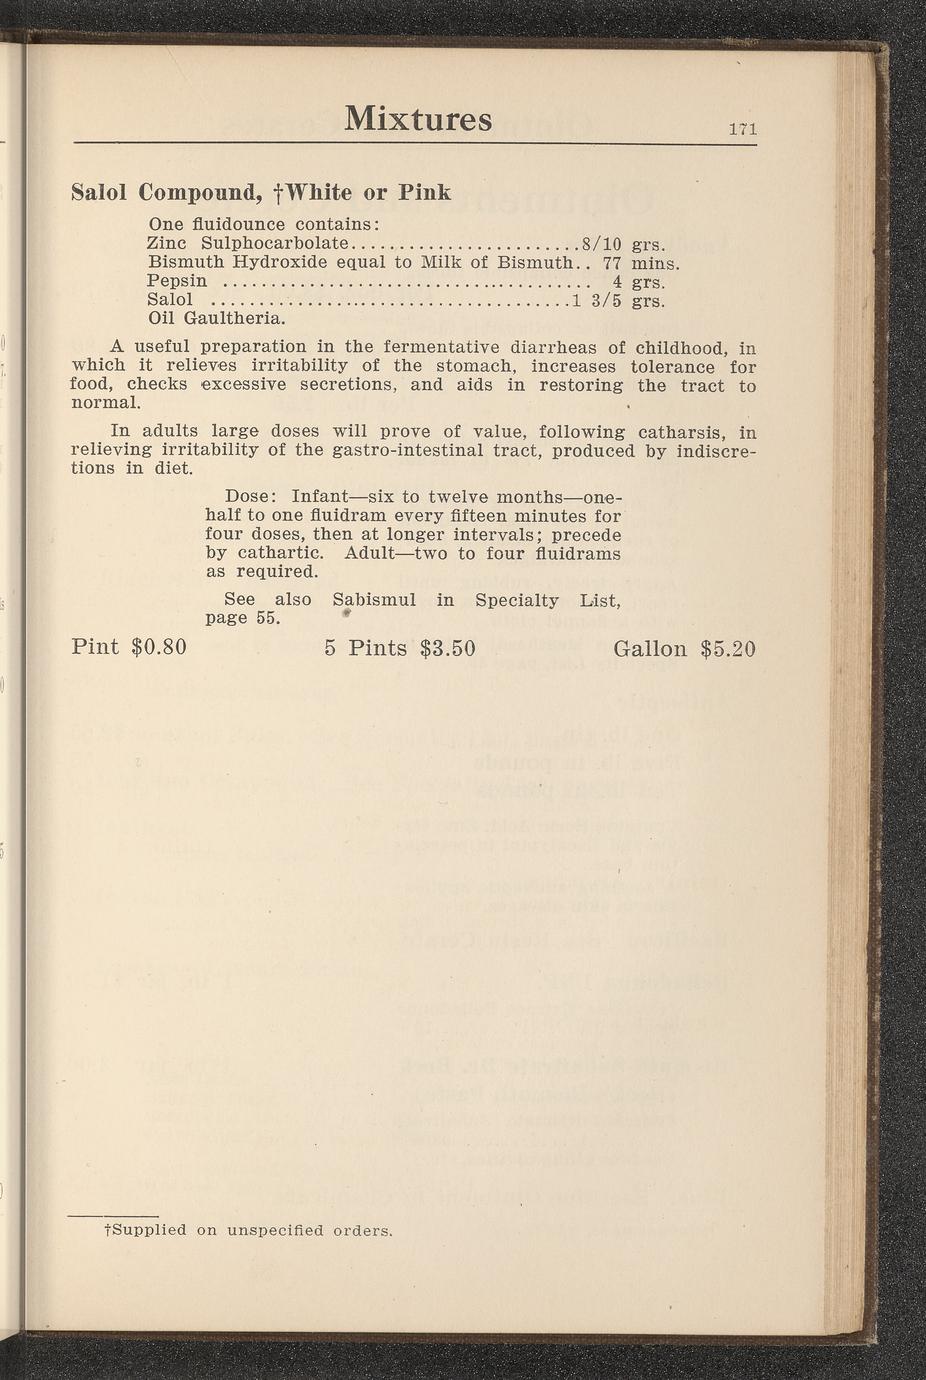 Mixtures
171
Salol Compound, †White or Pink
One fluidounce contains:
Zinc Sulphocarbolate.......................8/10 grs.
Bismuth Hydroxide equal to Milk of Bismuth.. 77 mins.
Pepsin ..................................... 4 grs.
Salol ....................................1 3/5 grs.
Oil Gaultheria.
A useful preparation in the fermentative diarrheas of childhood, in
which it relieves irritability of the stomach, increases tolerance for
food, checks excessive secretions, and aids in restoring the tract to
normal.
In adults large doses will prove of value, following catharsis, in
relieving irritability of the gastro-intestinal tract, produced by indiscre-
tions in diet.
Dose: Infant—six to twelve months—one-
half to one fluidram every fifteen minutes for
four doses, then at longer intervals; precede
by cathartic. Adult—two to four fluidrams
as required.
See also Sabismul in Specialty List,
page 55.
Pint $0.80 5 Pints $3.50 Gallon $5.20
†Supplied on unspecified orders.